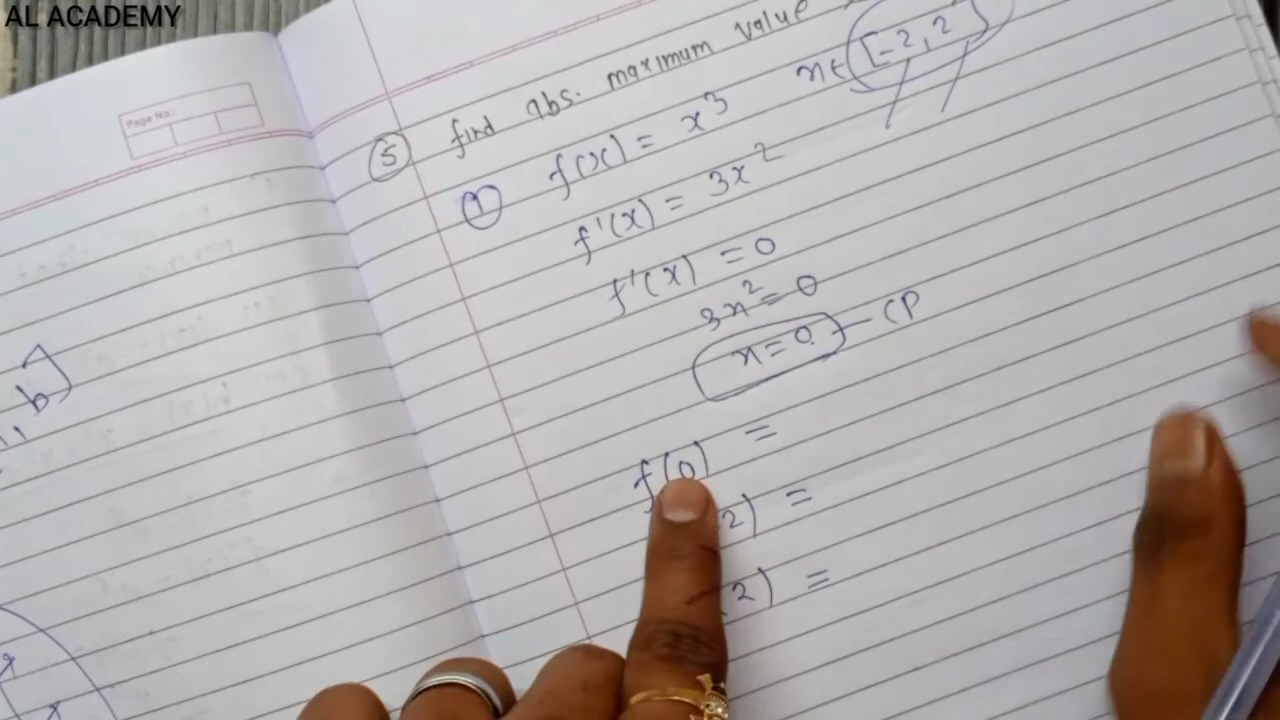 AL ACADEMY
Page No.:
⑤ find abs. maximum value
① f(x) = x³ x∈ [-2, 2]
f'(x) = 3x²
f'(x) = 0
3x² = 0
x = 0 - CP
f(0) =
2) =
(2) =
b]